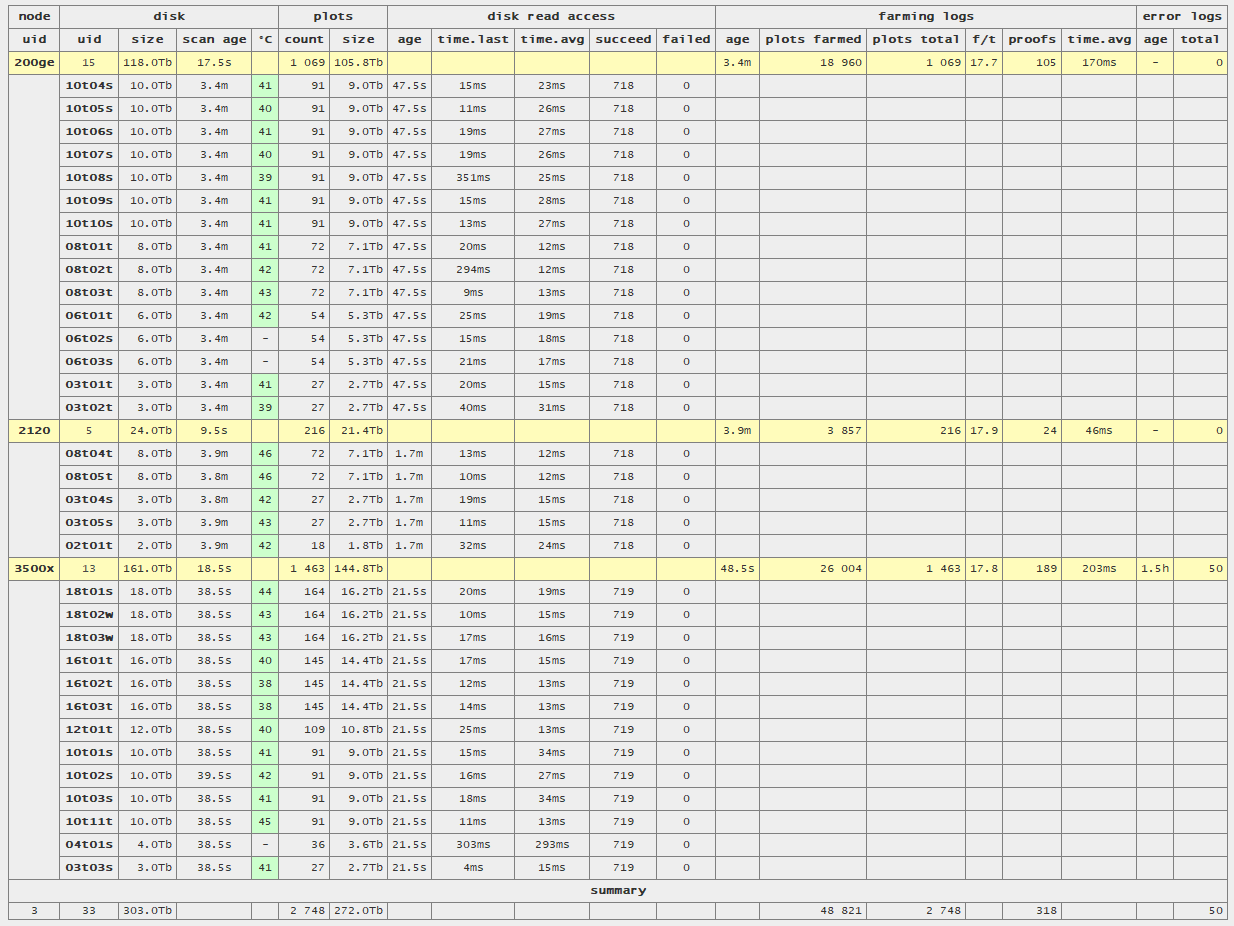 node disk plots disk read access farming logs error logs
uid uid size scan age °C count size age time.last time.avg succeed failed age plots farmed plots total f/t proofs time.avg age total
200ge 15 118.0Tb 17.5s 1 069 105.8Tb 3.4m 18 960 1 069 17.7 105 170ms – 0
10t04s 10.0Tb 3.4m 41 91 9.0Tb 47.5s 15ms 23ms 718 0
10t05s 10.0Tb 3.4m 40 91 9.0Tb 47.5s 11ms 26ms 718 0
10t06s 10.0Tb 3.4m 41 91 9.0Tb 47.5s 19ms 27ms 718 0
10t07s 10.0Tb 3.4m 40 91 9.0Tb 47.5s 19ms 26ms 718 0
10t08s 10.0Tb 3.4m 39 91 9.0Tb 47.5s 351ms 25ms 718 0
10t09s 10.0Tb 3.4m 41 91 9.0Tb 47.5s 15ms 28ms 718 0
10t10s 10.0Tb 3.4m 41 91 9.0Tb 47.5s 13ms 27ms 718 0
08t01t 8.0Tb 3.4m 41 72 7.1Tb 47.5s 20ms 12ms 718 0
08t02t 8.0Tb 3.4m 42 72 7.1Tb 47.5s 294ms 12ms 718 0
08t03t 8.0Tb 3.4m 43 72 7.1Tb 47.5s 9ms 13ms 718 0
06t01t 6.0Tb 3.4m 42 54 5.3Tb 47.5s 25ms 19ms 718 0
06t02s 6.0Tb 3.4m – 54 5.3Tb 47.5s 15ms 18ms 718 0
06t03s 6.0Tb 3.4m – 54 5.3Tb 47.5s 21ms 17ms 718 0
03t01t 3.0Tb 3.4m 41 27 2.7Tb 47.5s 20ms 15ms 718 0
03t02t 3.0Tb 3.4m 39 27 2.7Tb 47.5s 40ms 31ms 718 0
2120 5 24.0Tb 9.5s 216 21.4Tb 3.9m 3 857 216 17.9 24 46ms – 0
08t04t 8.0Tb 3.9m 46 72 7.1Tb 1.7m 13ms 12ms 718 0
08t05t 8.0Tb 3.8m 46 72 7.1Tb 1.7m 10ms 12ms 718 0
03t04s 3.0Tb 3.8m 42 27 2.7Tb 1.7m 19ms 15ms 718 0
03t05s 3.0Tb 3.9m 43 27 2.7Tb 1.7m 11ms 15ms 718 0
02t01t 2.0Tb 3.9m 42 18 1.8Tb 1.7m 32ms 24ms 718 0
3500x 13 161.0Tb 18.5s 1 463 144.8Tb 48.5s 26 004 1 463 17.8 189 203ms 1.5h 50
18t01s 18.0Tb 38.5s 44 164 16.2Tb 21.5s 20ms 19ms 719 0
18t02w 18.0Tb 38.5s 43 164 16.2Tb 21.5s 10ms 15ms 719 0
18t03w 18.0Tb 38.5s 43 164 16.2Tb 21.5s 17ms 16ms 719 0
16t01t 16.0Tb 38.5s 40 145 14.4Tb 21.5s 17ms 15ms 719 0
16t02t 16.0Tb 38.5s 38 145 14.4Tb 21.5s 12ms 13ms 719 0
16t03t 16.0Tb 38.5s 38 145 14.4Tb 21.5s 14ms 13ms 719 0
12t01t 12.0Tb 38.5s 40 109 10.8Tb 21.5s 25ms 13ms 719 0
10t01s 10.0Tb 38.5s 41 91 9.0Tb 21.5s 15ms 34ms 719 0
10t02s 10.0Tb 39.5s 42 91 9.0Tb 21.5s 16ms 27ms 719 0
10t03s 10.0Tb 38.5s 41 91 9.0Tb 21.5s 18ms 34ms 719 0
10t11t 10.0Tb 38.5s 45 91 9.0Tb 21.5s 11ms 13ms 719 0
04t01s 4.0Tb 38.5s – 36 3.6Tb 21.5s 303ms 293ms 719 0
03t03s 3.0Tb 38.5s 41 27 2.7Tb 21.5s 4ms 15ms 719 0
summary
3 33 303.0Tb 2 748 272.0Tb 48 821 2 748 318 50